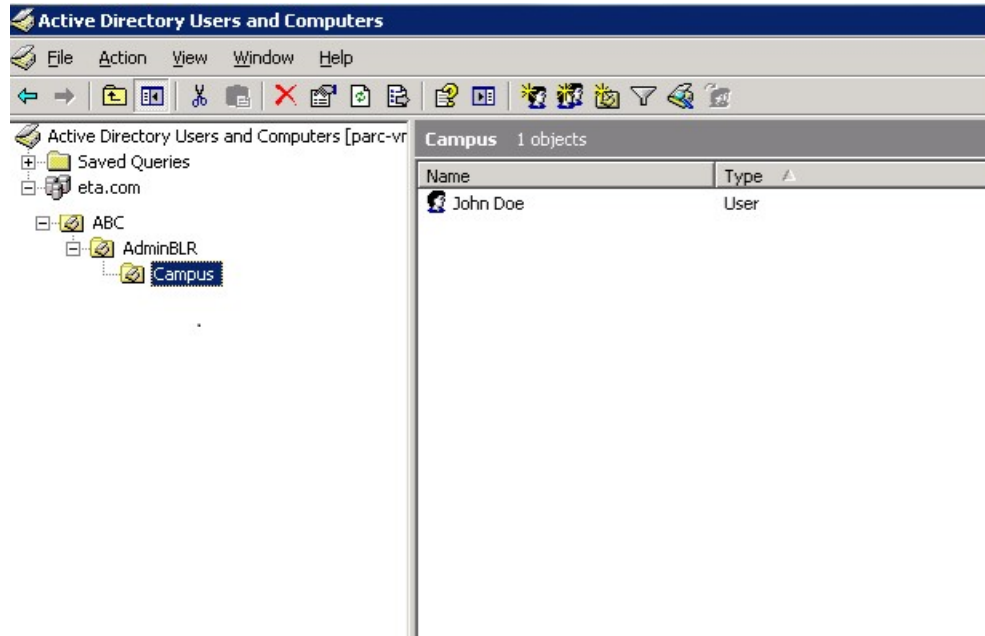 Active Directory Users and Computers
File Action View Window Help
Active Directory Users and Computers [parc-vr
Saved Queries
eta.com
ABC
AdminBLR
Campus
Campus 1 objects
Name Type
John Doe User